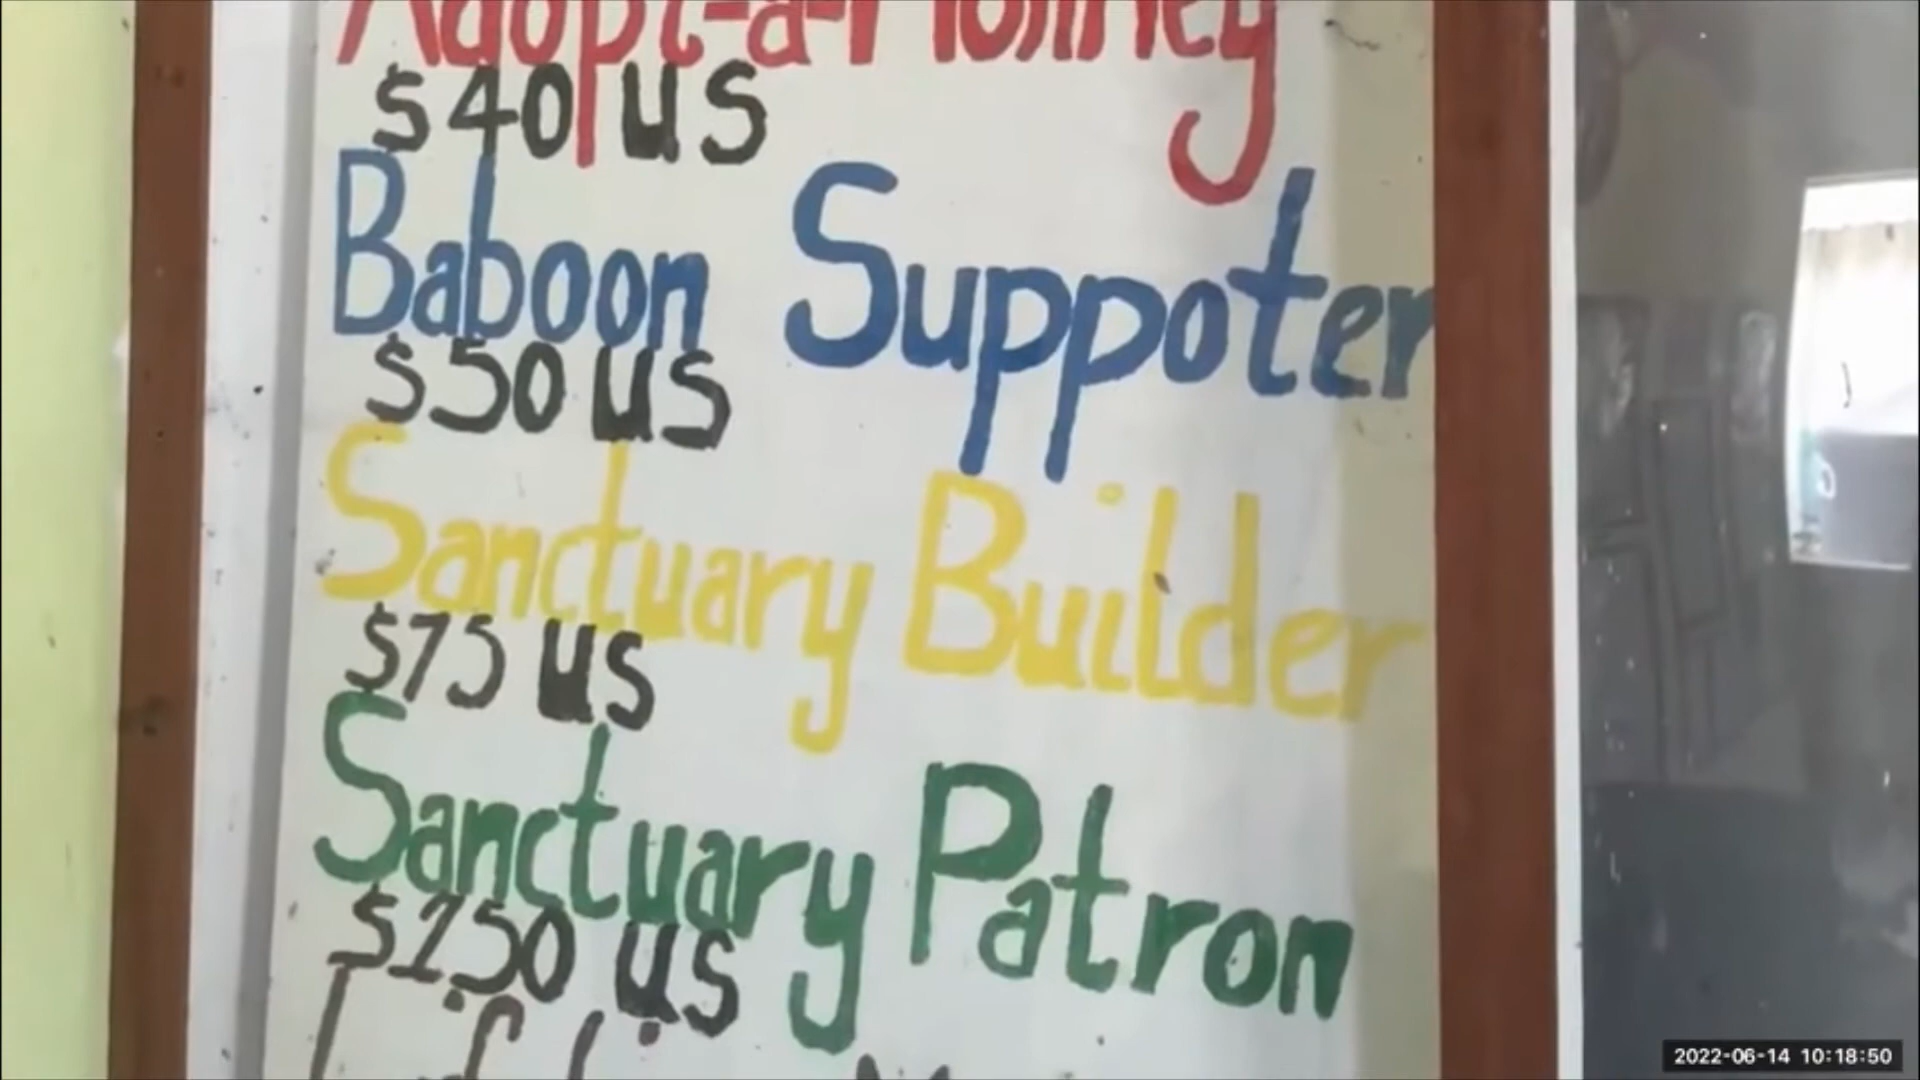 Adopt-a-Monkey
$40 US
Baboon Suppoter
$50 US
Sanctuary Builder
$75 US
Sanctuary Patron
$250 US
2022-06-14 10:18:50